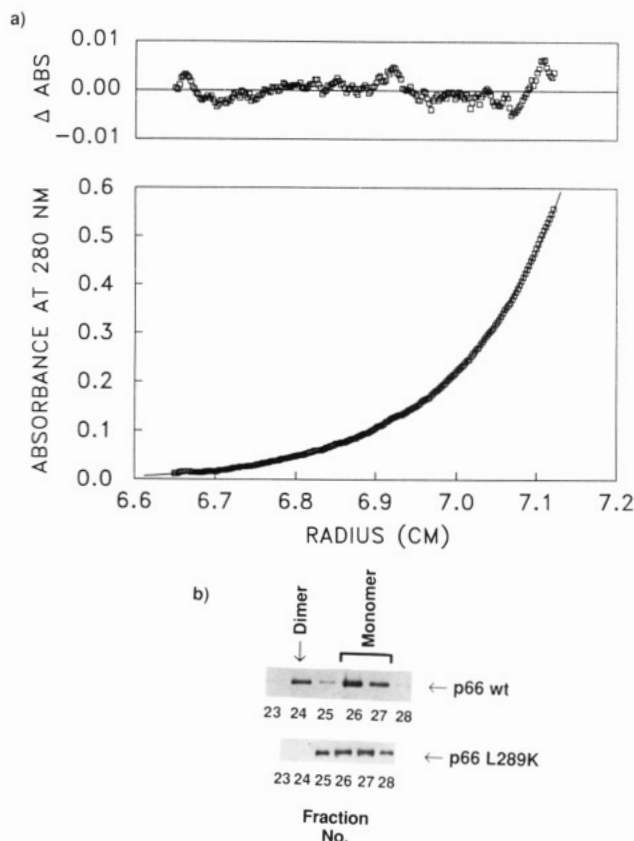 a)
Δ ABS
0.01
0.00
-0.01
ABSORBANCE AT 280 NM
0.6
0.5
0.4
0.3
0.2
0.1
0.0
6.6 6.7 6.8 6.9 7.0 7.1 7.2
RADIUS (CM)
b)
Dimer
Monomer
← p66 wt
23 24 25 26 27 28
← p66 L289K
23 24 25 26 27 28
Fraction
No.